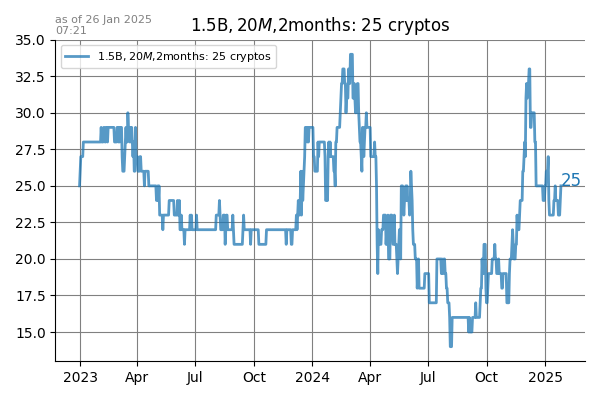 as of 26 Jan 2025
07:21
1.5B, 20M,2months: 25 cryptos
1.5B, 20M,2months: 25 cryptos
35.0
32.5
30.0
27.5
25.0
22.5
20.0
17.5
15.0
25
2023 Apr Jul Oct 2024 Apr Jul Oct 2025